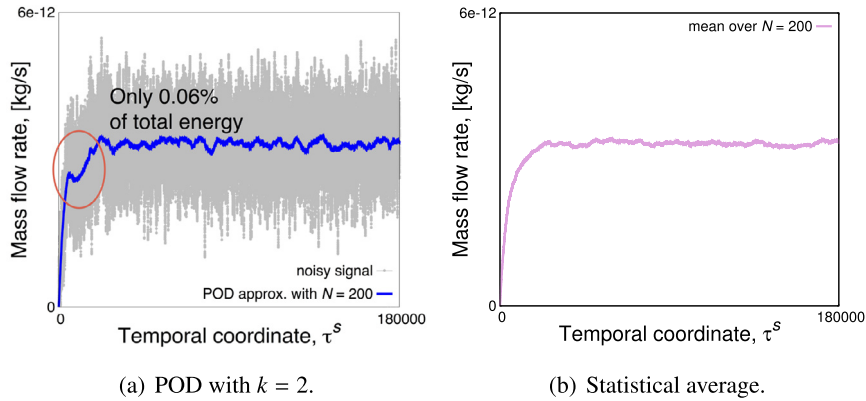 6e-12
Mass flow rate, [kg/s]
Only 0.06%
of total energy
noisy signal
POD approx. with N = 200
0
0
180000
Temporal coordinate, τˢ
(a) POD with k = 2.
6e-12
Mass flow rate, [kg/s]
mean over N = 200
0
0
180000
Temporal coordinate, τˢ
(b) Statistical average.